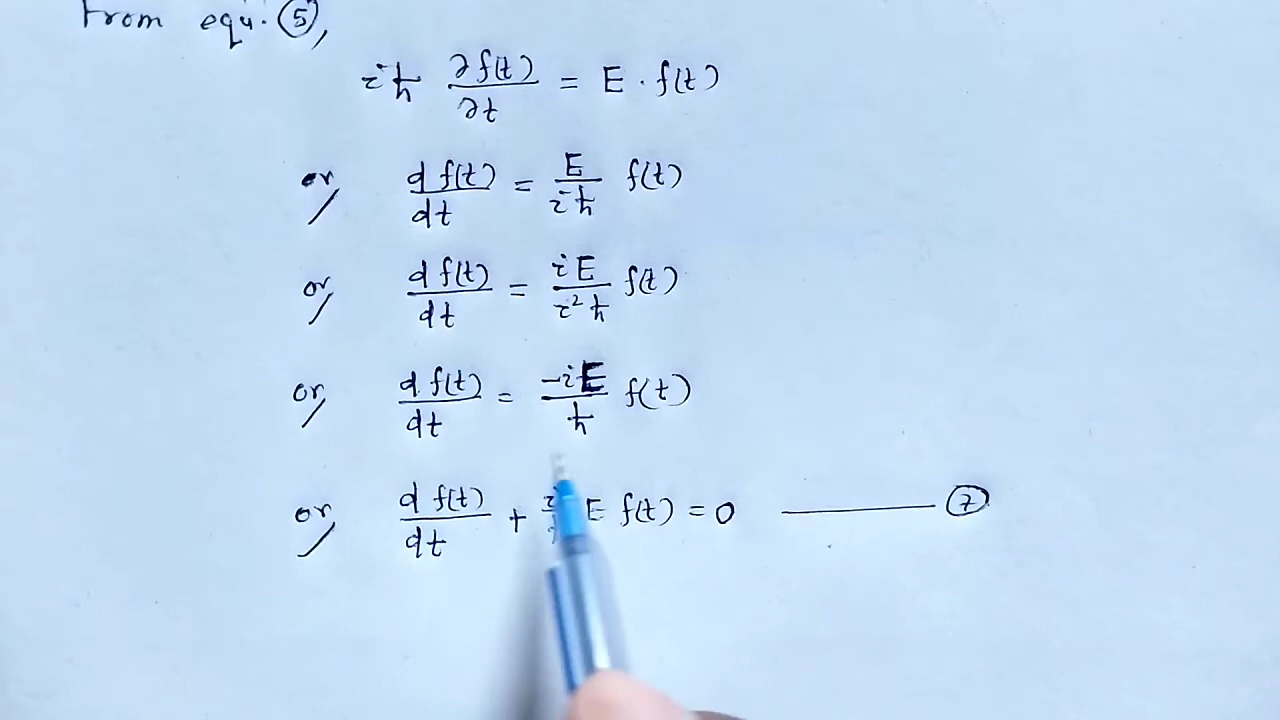 From equ. ⑤,
iħ ∂f(t)/∂t = E · f(t)
or, d f(t)/dt = E/iħ f(t)
or, d f(t)/dt = iE/i²ħ f(t)
or, d f(t)/dt = -iE/ħ f(t)
or, d f(t)/dt + i/ħ E f(t) = 0 ——— ⑦